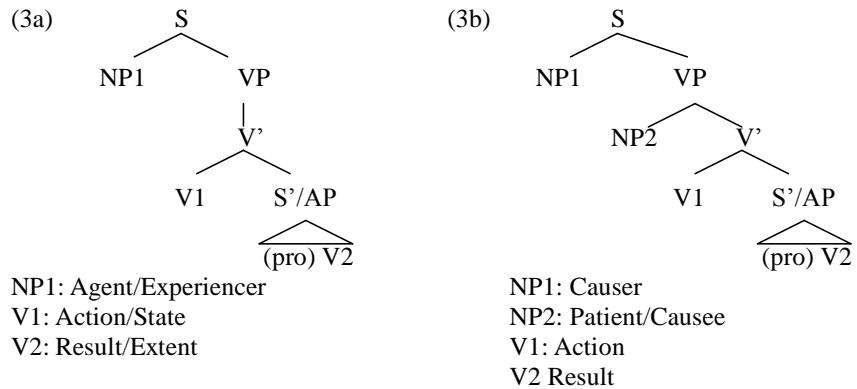 (3a) S (3b) S
NP1 VP NP1 VP
V’ NP2 V’
V1 S’/AP V1 S’/AP
(pro) V2 (pro) V2
NP1: Agent/Experiencer NP1: Causer
V1: Action/State NP2: Patient/Causee
V2: Result/Extent V1: Action
V2 Result